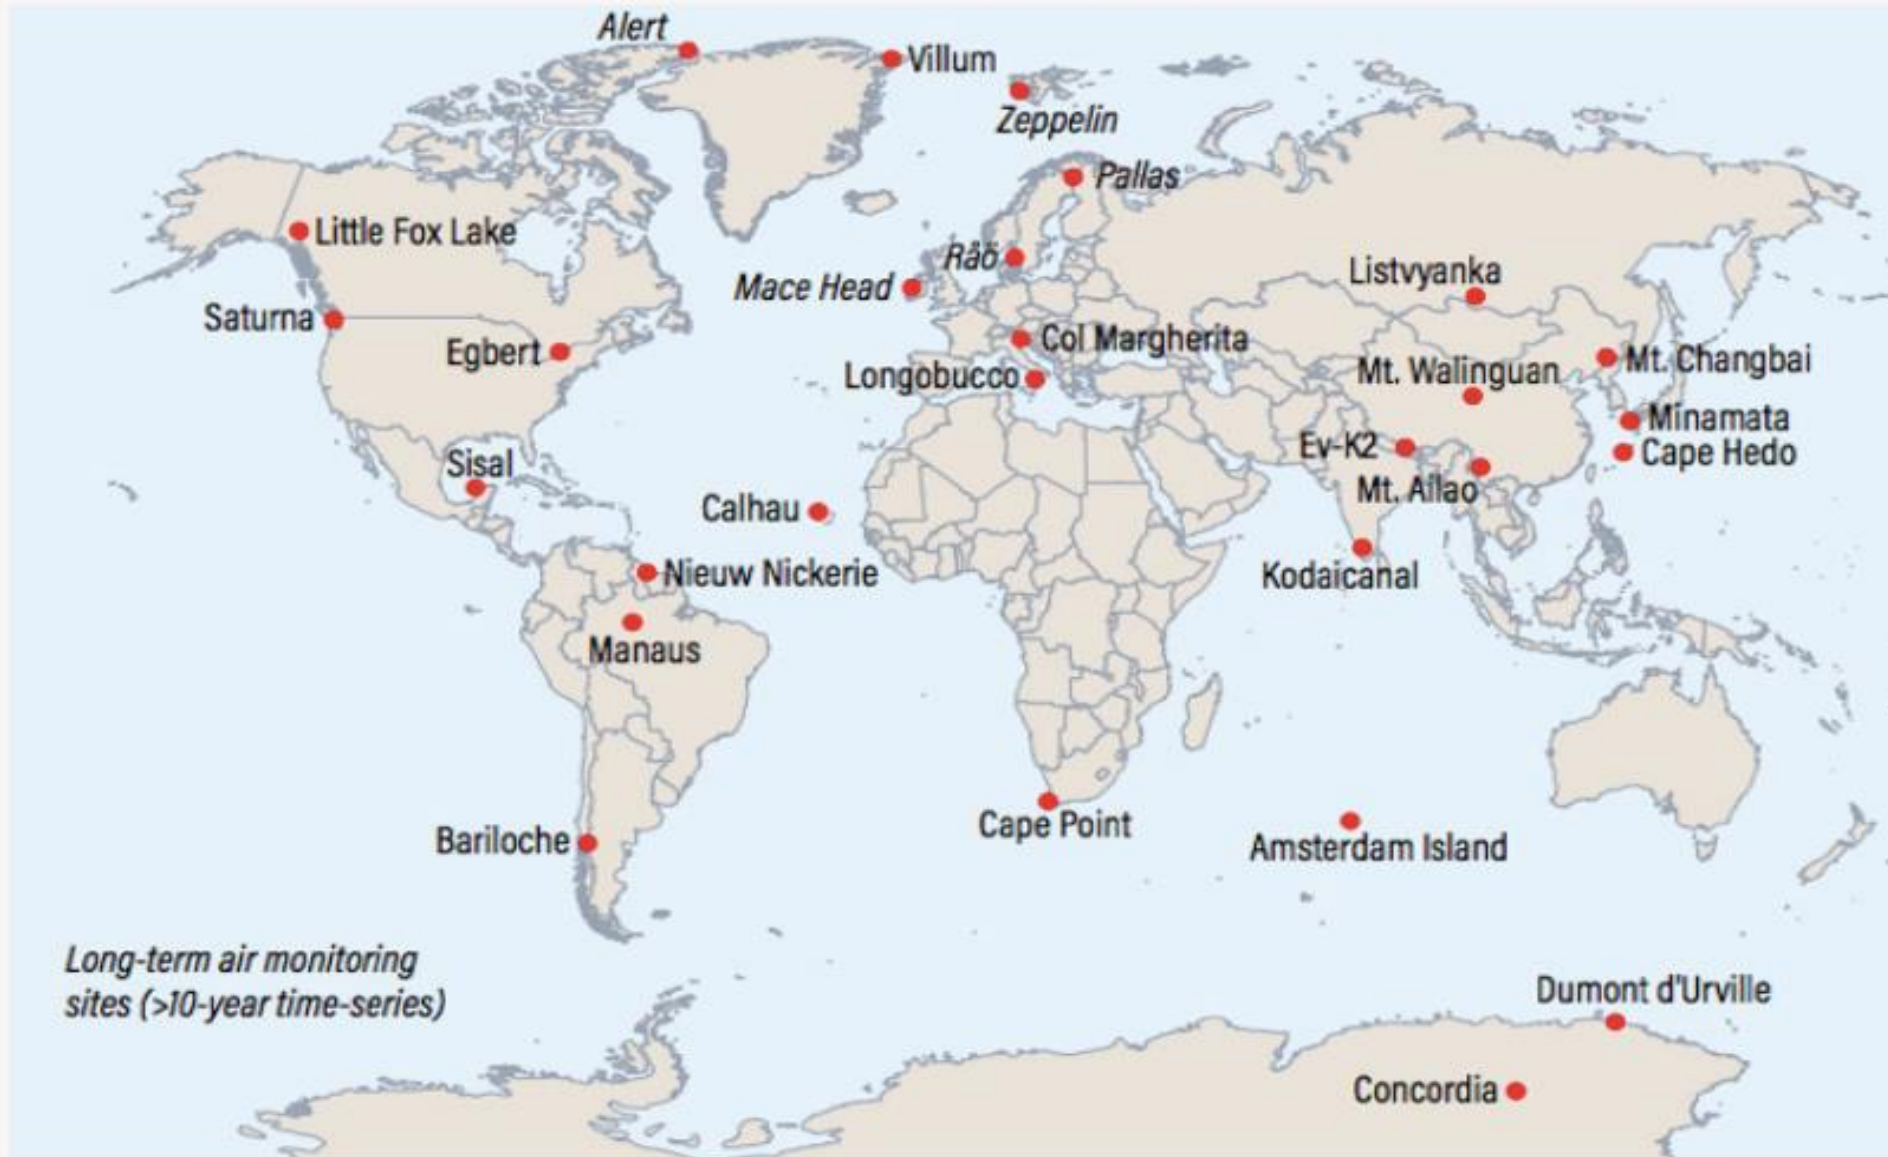 Alert
Villum
Zeppelin
Pallas
Little Fox Lake
Råö
Mace Head
Listvyanka
Saturna
Egbert
Col Margherita
Longobucco
Mt. Walinguan
Mt. Changbai
Minamata
Ev-K2
Cape Hedo
Sisal
Mt. Ailao
Calhau
Nieuw Nickerie
Kodaicanal
Manaus
Cape Point
Bariloche
Amsterdam Island
Long-term air monitoring
sites (>10-year time-series)
Dumont d'Urville
Concordia